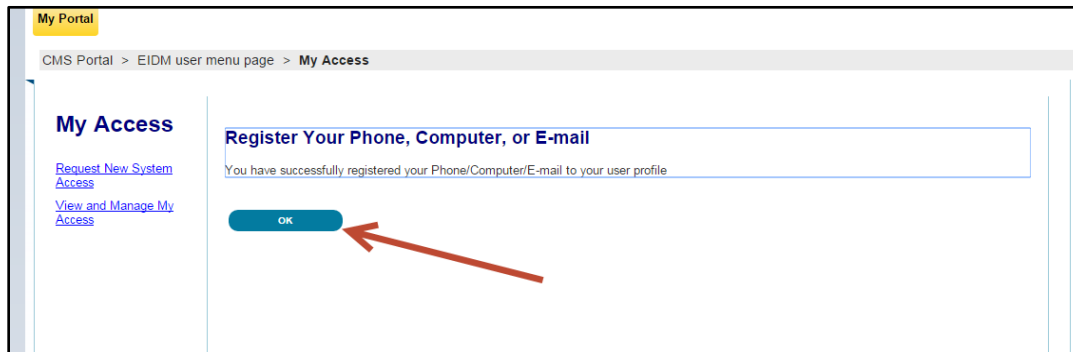 My Portal
CMS Portal > EIDM user menu page > My Access
My Access
Request New System
Access
View and Manage My
Access
Register Your Phone, Computer, or E-mail
You have successfully registered your Phone/Computer/E-mail to your user profile
OK